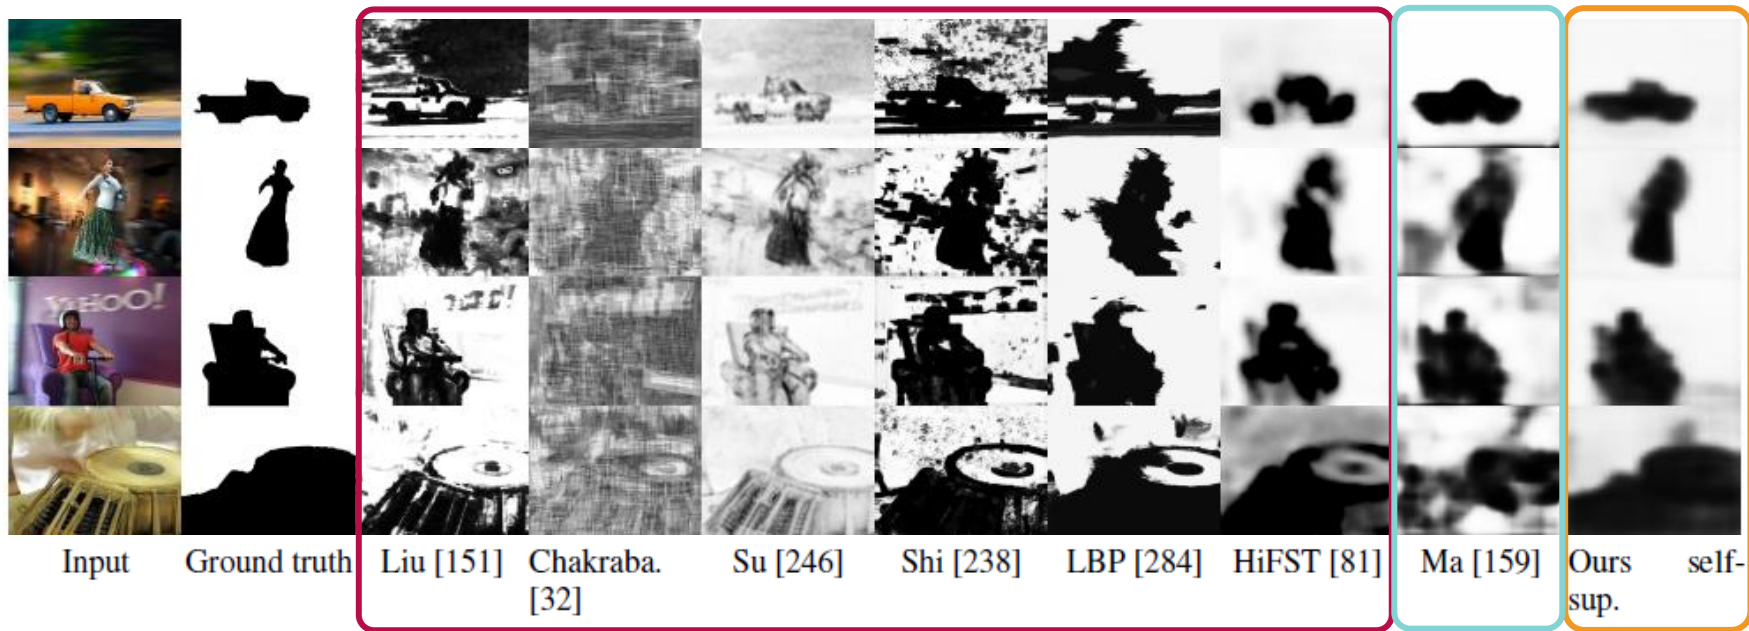 YAHOO!
Input
Ground truth
Liu [151]
Chakraba.
[32]
Su [246]
Shi [238]
LBP [284]
HiFST [81]
Ma [159]
Ours self-
sup.